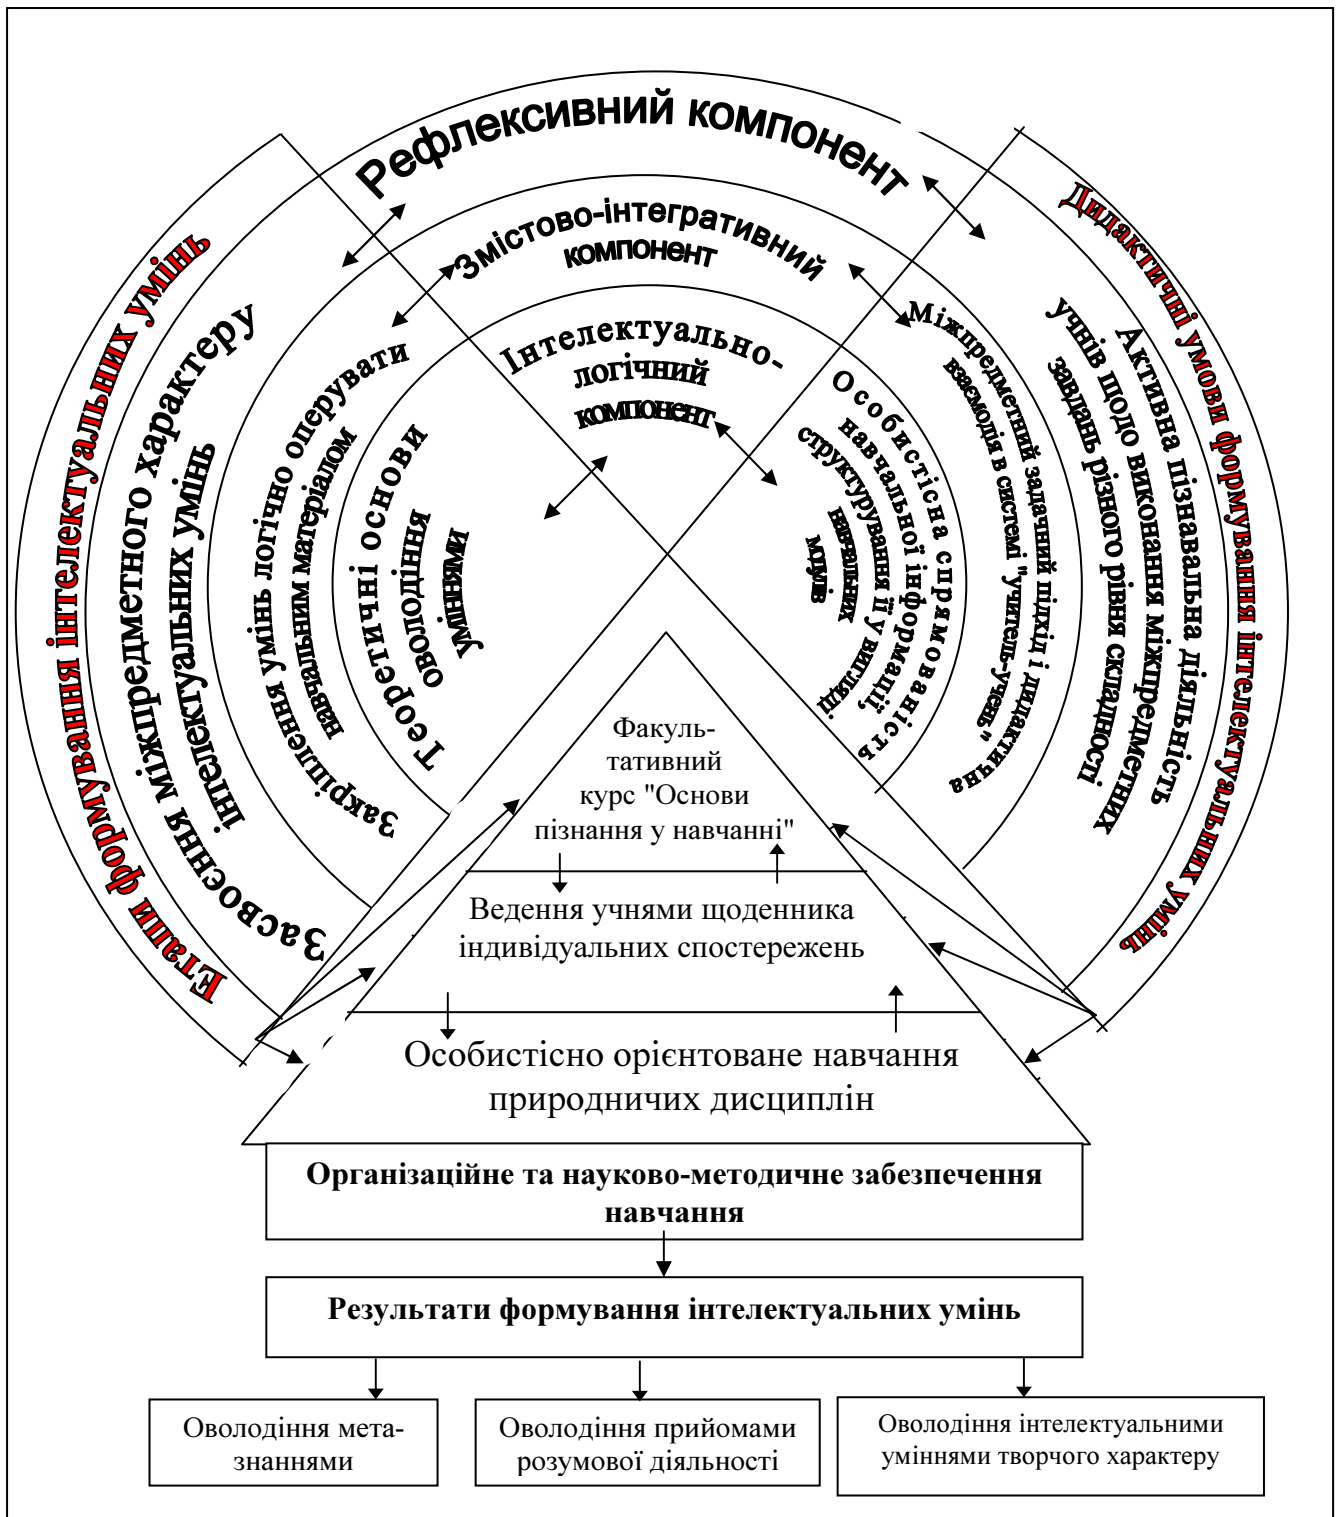 Рефлексивний компонент
Змістово-інтегративний
компонент
Інтелектуально-
логічний
компонент
Етапи формування інтелектуальних умінь
Засвоєння міжпредметного характеру
інтелектуальних умінь
Закріплення умінь логічно оперувати
навчальним матеріалом
Теоретичні основи
оволодіння
уміннями
Дидактичні умови формування інтелектуальних умінь
Активна пізнавальна діяльність
учнів щодо виконання міжпредметних
завдань різного рівня складності
Міжпредметний задачний підхід і дидактична
взаємодія в системі "учитель-учень"
Особистісна спрямованість
навчальної інформації,
структурування її у вигляді
навчальних
модулів
Факуль-
тативний
курс "Основи
пізнання у навчанні"
Ведення учнями щоденника
індивідуальних спостережень
Особистісно орієнтоване навчання
природничих дисциплін
Організаційне та науково-методичне забезпечення
навчання
Результати формування інтелектуальних умінь
Оволодіння мета-
знаннями
Оволодіння прийомами
розумової діяльності
Оволодіння інтелектуальними
уміннями творчого характеру